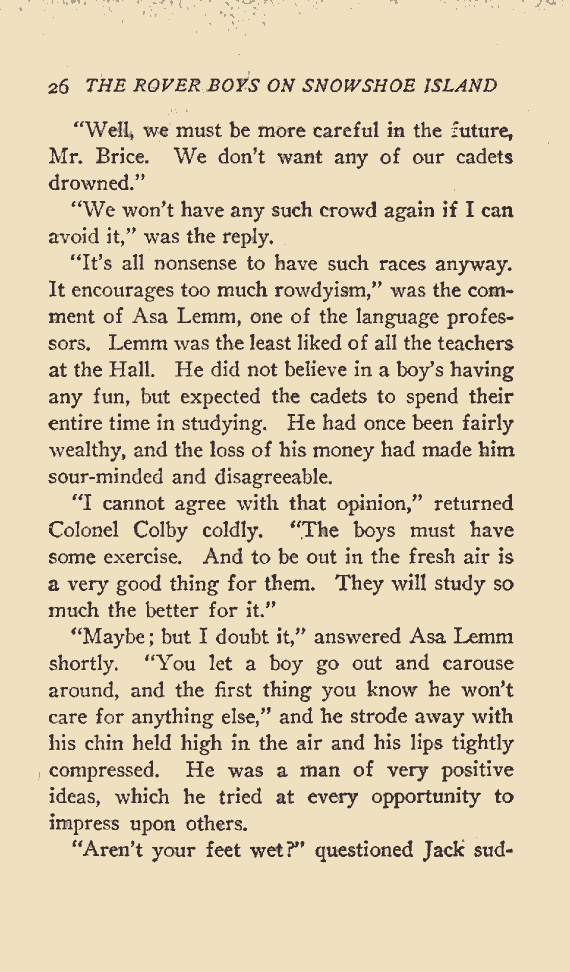 26 THE ROVER BOYS ON SNOWSHOE ISLAND
“Well, we must be more careful in the future,
Mr. Brice. We don’t want any of our cadets
drowned.”
“We won’t have any such crowd again if I can
avoid it,” was the reply.
“It’s all nonsense to have such races anyway.
It encourages too much rowdyism,” was the com-
ment of Asa Lemm, one of the language profes-
sors. Lemm was the least liked of all the teachers
at the Hall. He did not believe in a boy’s having
any fun, but expected the cadets to spend their
entire time in studying. He had once been fairly
wealthy, and the loss of his money had made him
sour-minded and disagreeable.
“I cannot agree with that opinion,” returned
Colonel Colby coldly. “The boys must have
some exercise. And to be out in the fresh air is
a very good thing for them. They will study so
much the better for it.”
“Maybe; but I doubt it,” answered Asa Lemm
shortly. “You let a boy go out and carouse
around, and the first thing you know he won’t
care for anything else,” and he strode away with
his chin held high in the air and his lips tightly
compressed. He was a man of very positive
ideas, which he tried at every opportunity to
impress upon others.
“Aren’t your feet wet?” questioned Jack sud-